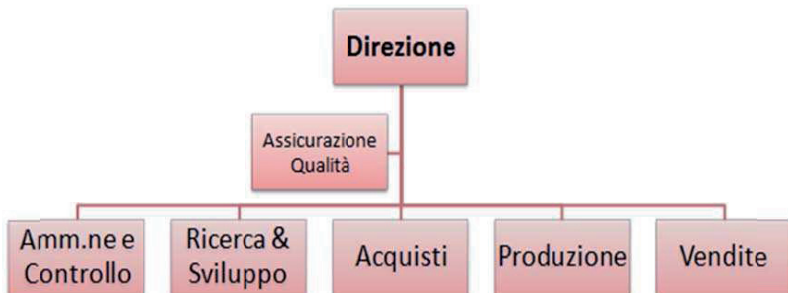 Direzione
Assicurazione
Qualità
Amm.ne e
Controllo
Ricerca &
Sviluppo
Acquisti
Produzione
Vendite